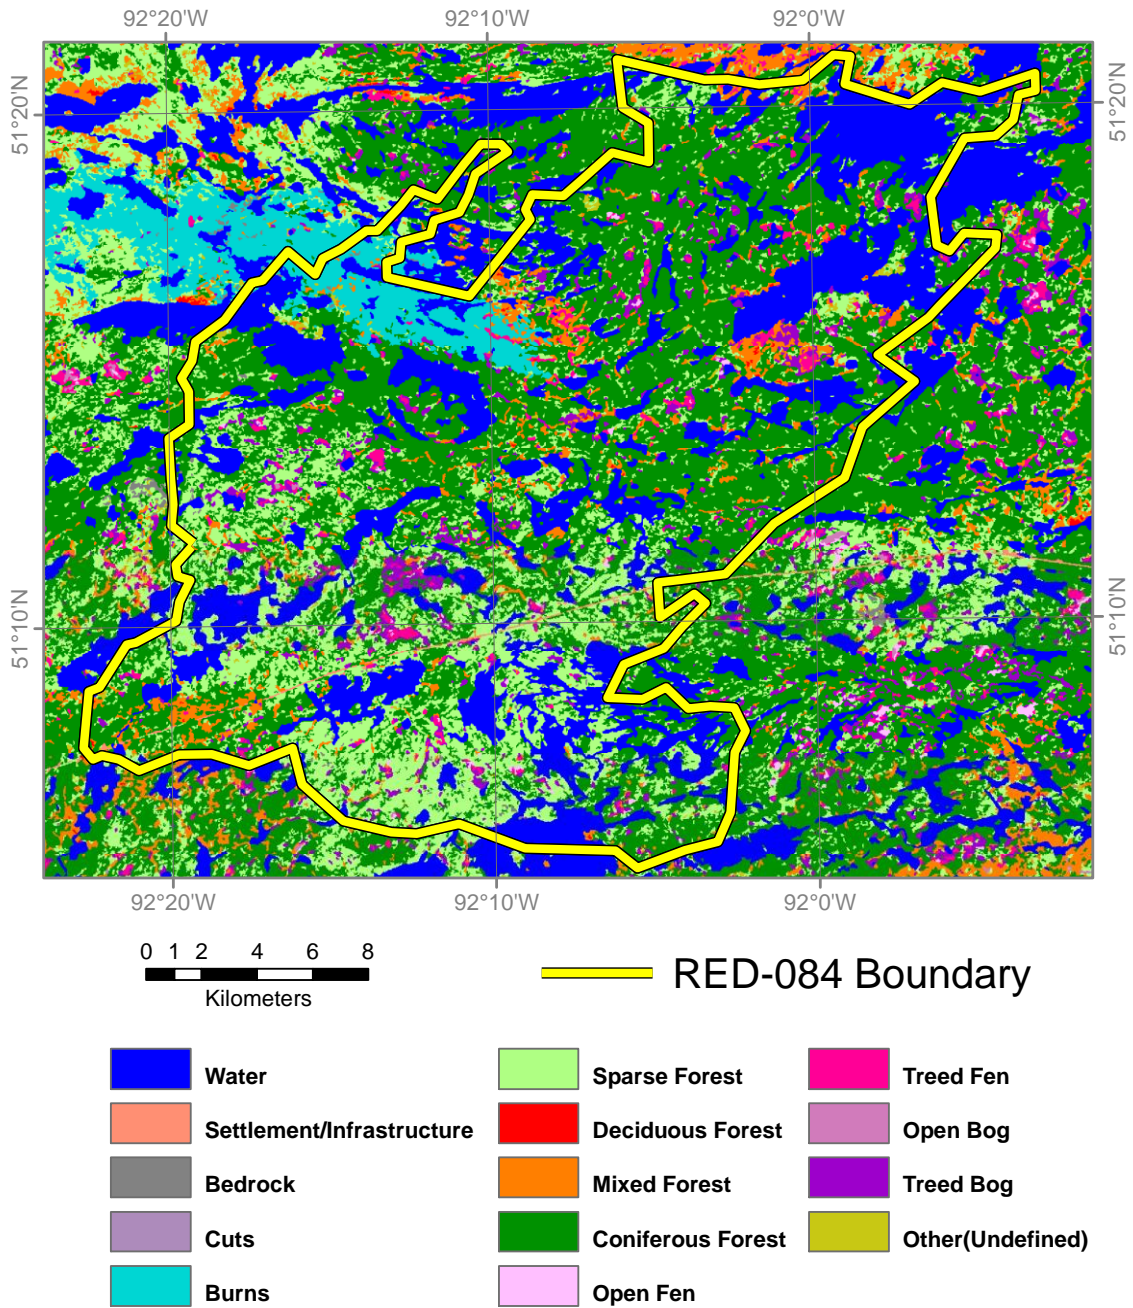 92°20'W 92°10'W 92°0'W
51°20'N 51°20'N
51°10'N 51°10'N
92°20'W 92°10'W 92°0'W
0 1 2 4 6 8
Kilometers
RED-084 Boundary
Water
Settlement/Infrastructure
Bedrock
Cuts
Burns
Sparse Forest
Deciduous Forest
Mixed Forest
Coniferous Forest
Open Fen
Treed Fen
Open Bog
Treed Bog
Other(Undefined)